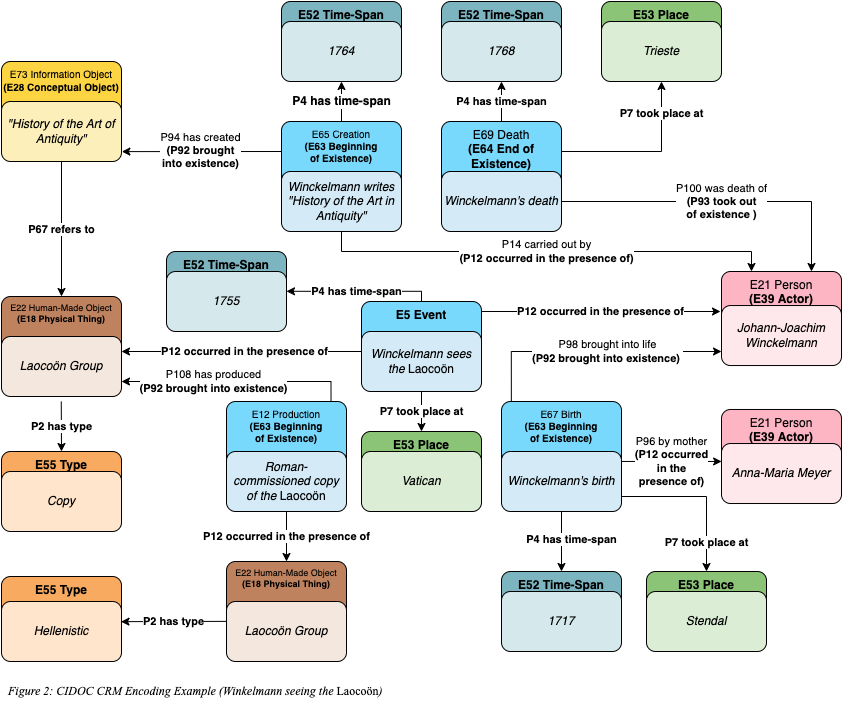 E52 Time-Span
1764
E52 Time-Span
1768
E53 Place
Trieste
E73 Information Object
(E28 Conceptual Object)
"History of the Art of
Antiquity"
P4 has time-span
P4 has time-span
P7 took place at
P94 has created
(P92 brought
into existence)
E65 Creation
(E63 Beginning
of Existence)
Winckelmann writes
"History of the Art in
Antiquity"
E69 Death
(E64 End of
Existence)
Winckelmann's death
P100 was death of
(P93 took out
of existence )
P67 refers to
P14 carried out by
(P12 occurred in the presence of)
E52 Time-Span
1755
P4 has time-span
E22 Human-Made Object
(E18 Physical Thing)
Laocoön Group
E5 Event
Winckelmann sees
the Laocoön
P12 occurred in the presence of
E21 Person
(E39 Actor)
Johann-Joachim
Winckelmann
P12 occurred in the presence of
P98 brought into life
(P92 brought into existence)
P108 has produced
(P92 brought into existence)
P2 has type
P7 took place at
E12 Production
(E63 Beginning
of Existence)
Roman-
commissioned copy
of the Laocoön
E53 Place
Vatican
E67 Birth
(E63 Beginning
of Existence)
Winckelmann's birth
P96 by mother
(P12 occurred
in the
presence of)
E21 Person
(E39 Actor)
Anna-Maria Meyer
E55 Type
Copy
P12 occurred in the presence of
P4 has time-span
P7 took place at
E55 Type
Hellenistic
P2 has type
E22 Human-Made Object
(E18 Physical Thing)
Laocoön Group
E52 Time-Span
1717
E53 Place
Stendal
Figure 2: CIDOC CRM Encoding Example (Winkelmann seeing the Laocoön)